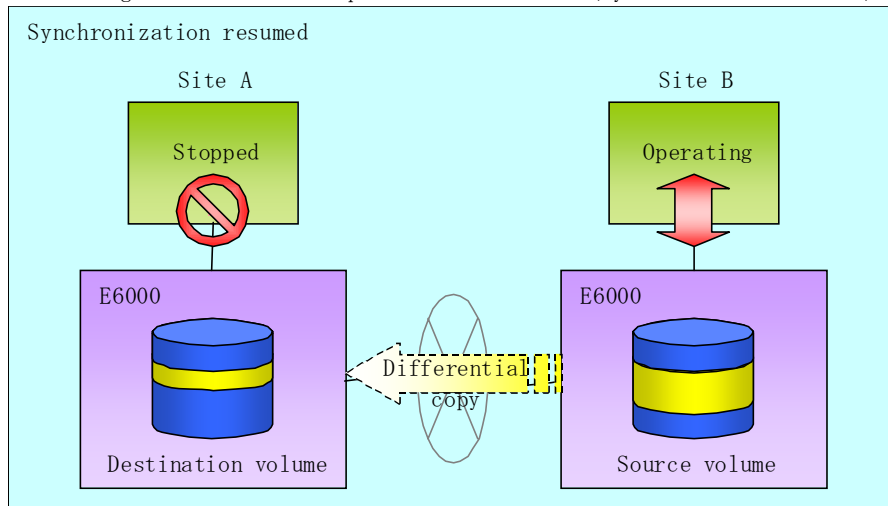 Synchronization resumed
Site A
Site B
Stopped
Operating
E6000
E6000
Differential
copy
Destination volume
Source volume